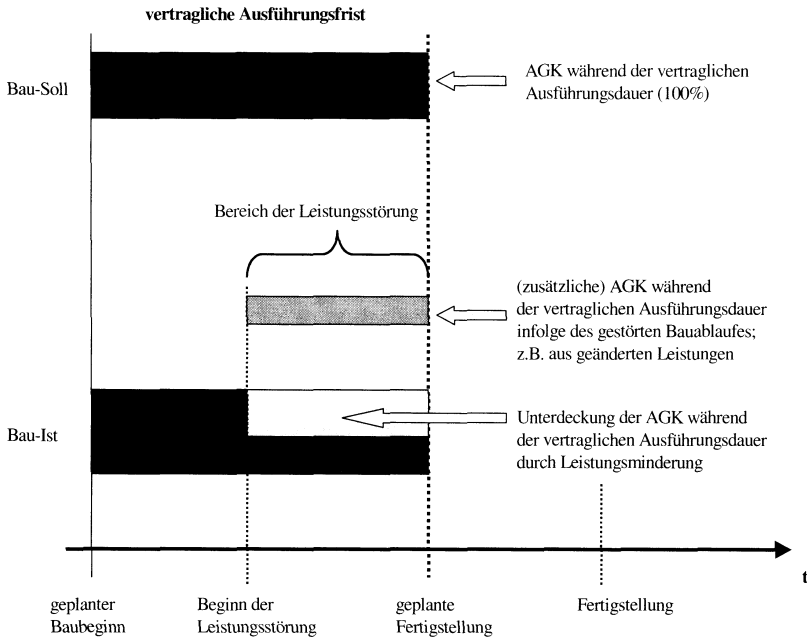 vertragliche Ausführungsfrist
Bau-Soll
AGK während der vertraglichen
Ausführungsdauer (100%)
Bereich der Leistungsstörung
(zusätzliche) AGK während
der vertraglichen Ausführungsdauer
infolge des gestörten Bauablaufes;
z.B. aus geänderten Leistungen
Bau-Ist
Unterdeckung der AGK während
der vertraglichen Ausführungsdauer
durch Leistungsminderung
t
geplanter
Baubeginn
Beginn der
Leistungsstörung
geplante
Fertigstellung
Fertigstellung